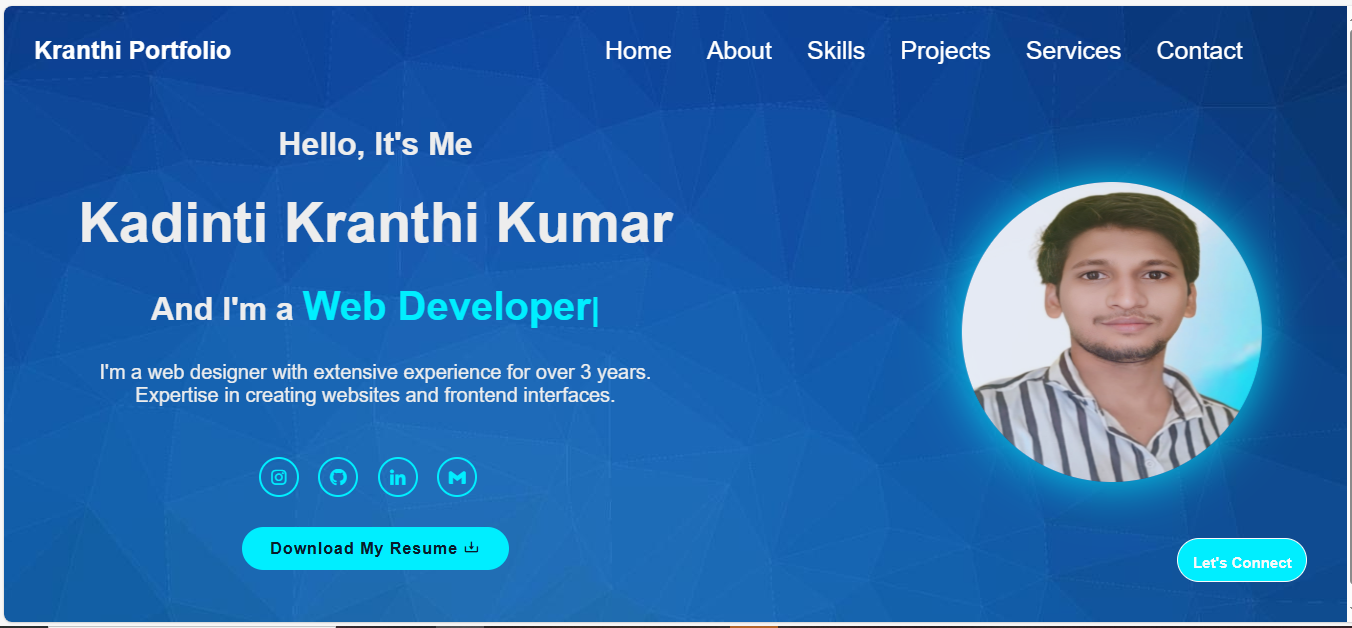 Kranthi Portfolio
Home About Skills Projects Services Contact
Hello, It's Me
Kadinti Kranthi Kumar
And I'm a Web Developer|
I'm a web designer with extensive experience for over 3 years.
Expertise in creating websites and frontend interfaces.
in
Download My Resume
Let's Connect